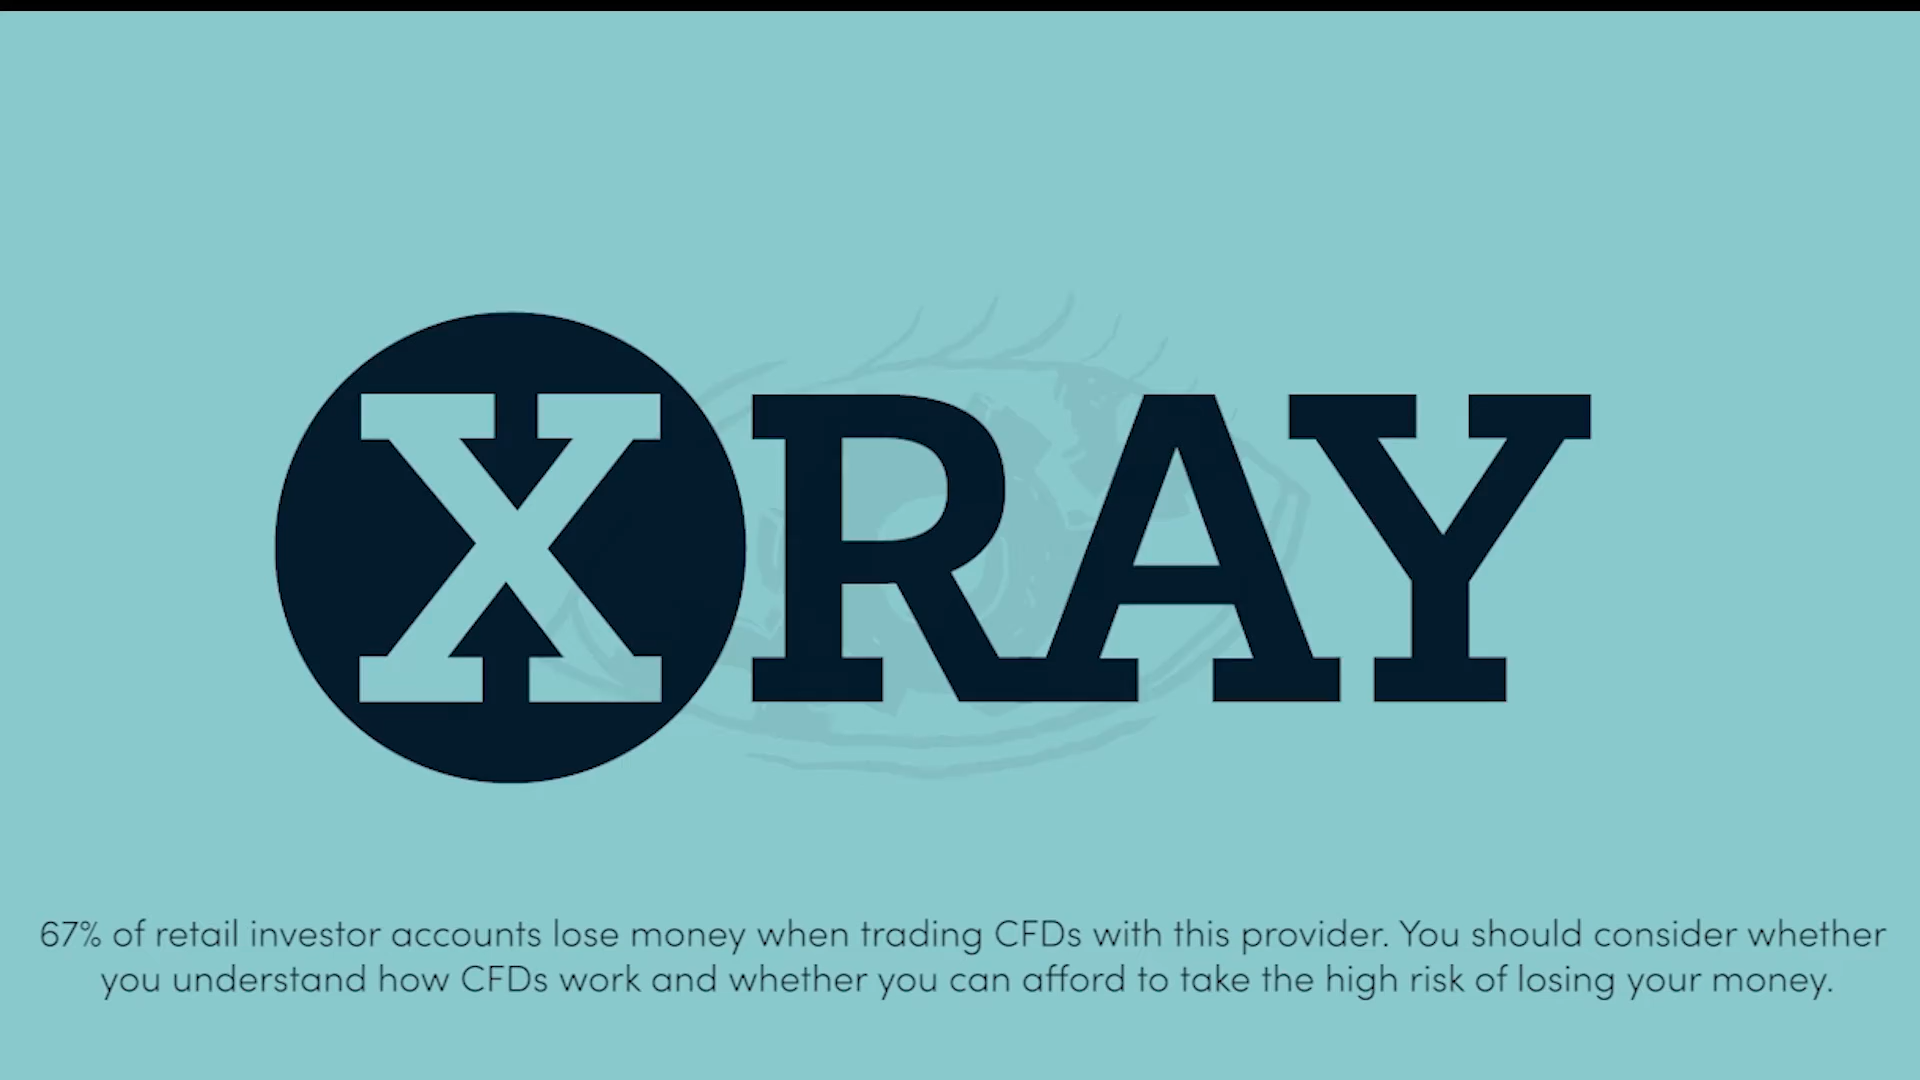 XRAY
67% of retail investor accounts lose money when trading CFDs with this provider. You should consider whether
you understand how CFDs work and whether you can afford to take the high risk of losing your money.